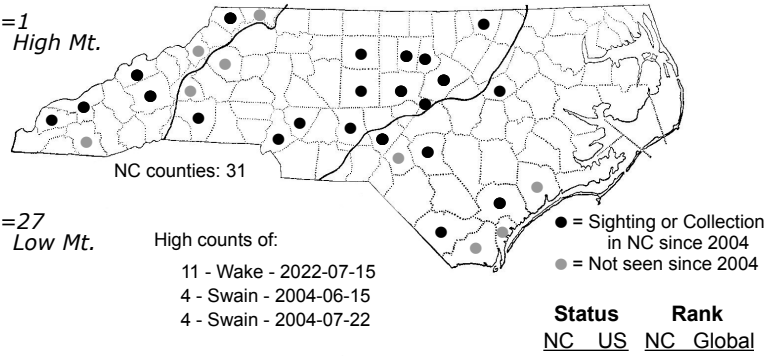 =1
High Mt.
NC counties: 31
=27
Low Mt.
High counts of:
11 - Wake - 2022-07-15
4 - Swain - 2004-06-15
4 - Swain - 2004-07-22
= Sighting or Collection
in NC since 2004
= Not seen since 2004
Status Rank
NC US NC Global